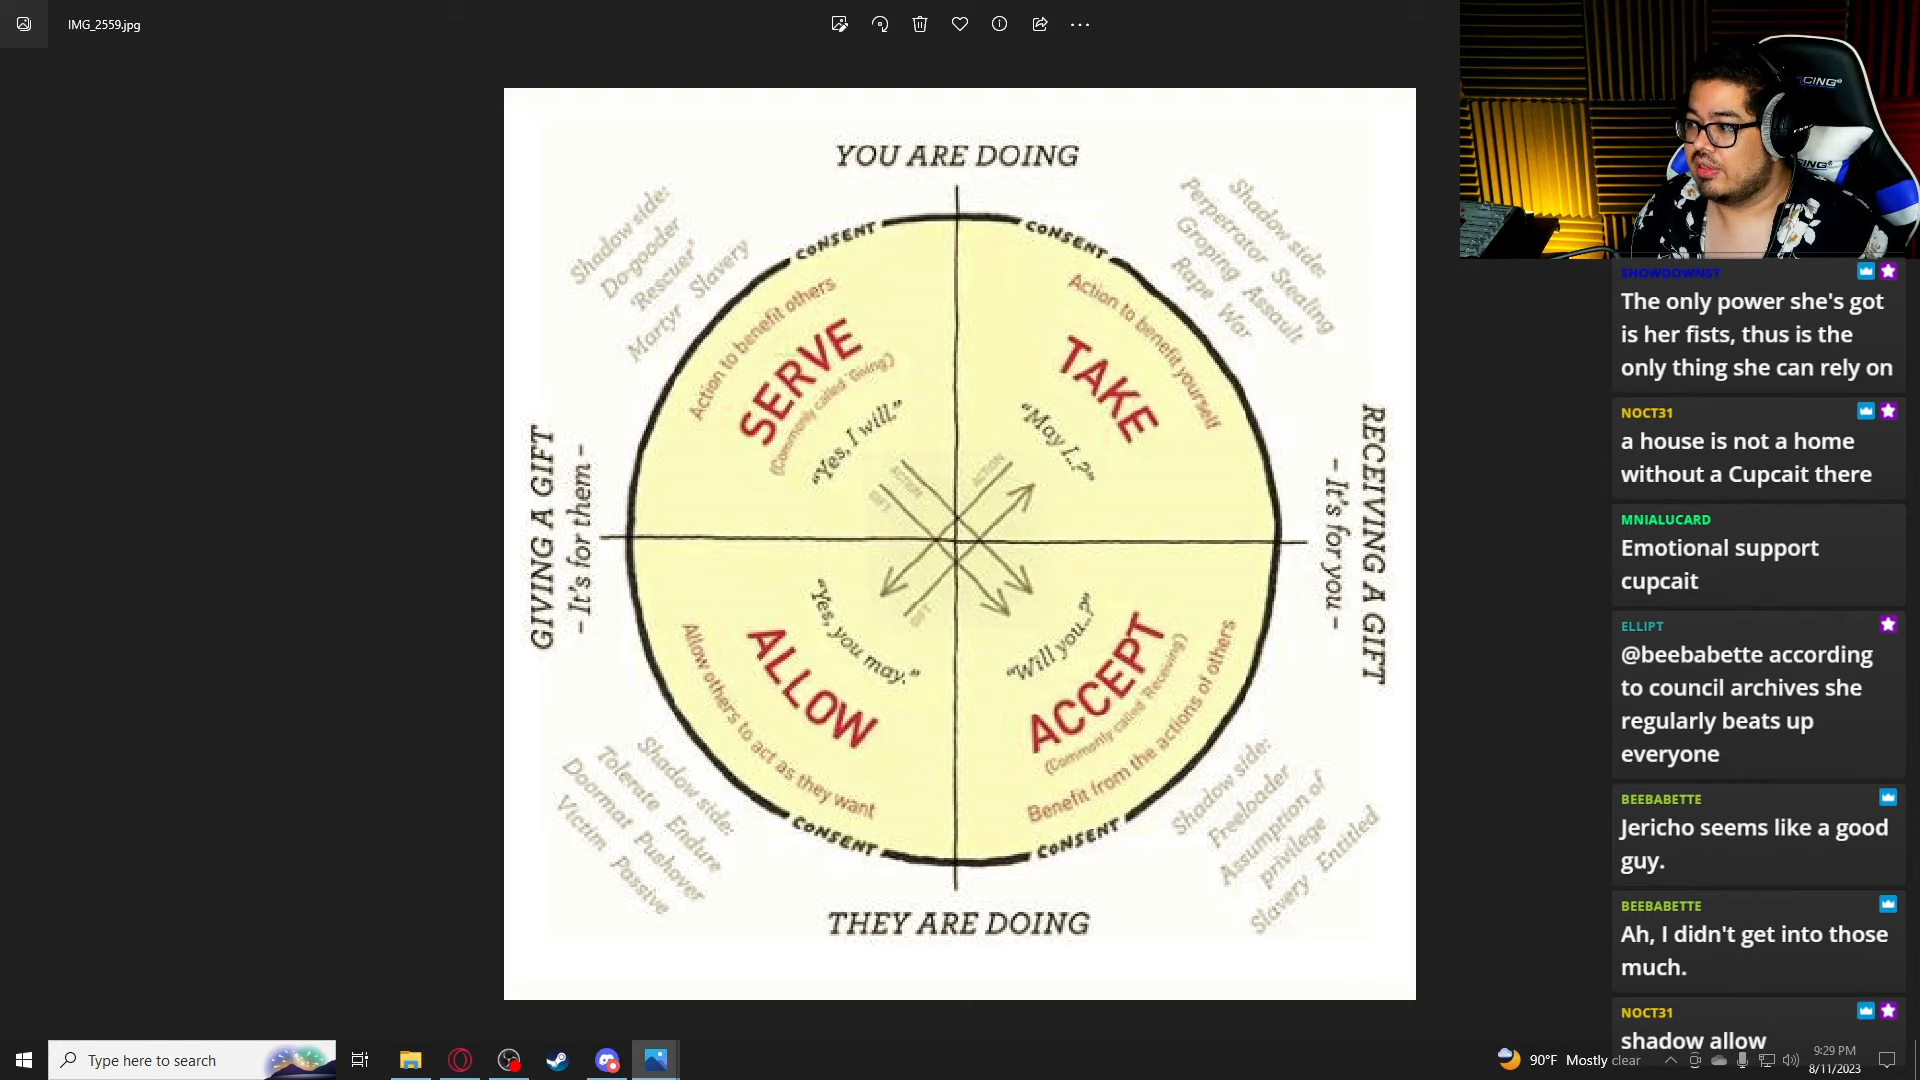 IMG_2559.jpg
YOU ARE DOING
Shadow side:
Do-gooder
'Rescuer'
Martyr Slavery
Shadow side:
Perpecrator Stealing
Groping Assault
Rape War
CONSENT
CONSENT
Action to benefit others
SERVE
(Commonly called 'Giving')
"Yes, I will."
Action to benefit yourself
TAKE
"May I..?"
GIVING A GIFT
- It's for them -
RECEIVING A GIFT
- It's for you -
ACTION
GIFT
ACTION
GIFT
"Yes, you may."
ALLOW
Allow others to act as they want
"Will you..?"
ACCEPT
(Commonly called 'Receiving')
Benefit from the actions of others
CONSENT
CONSENT
Shadow side:
Tolerate Endure
Doormat Pushover
Victim Passive
Shadow side:
Freeloader
Assumption of
privilege
Slavery Entitled
THEY ARE DOING
SHOWDOWNST
The only power she's got
is her fists, thus is the
only thing she can rely on
NOCT31
a house is not a home
without a Cupcait there
MNIALUCARD
Emotional support
cupcait
ELLIPT
@beebabette according
to council archives she
regularly beats up
everyone
BEEBABETTE
Jericho seems like a good
guy.
BEEBABETTE
Ah, I didn't get into those
much.
NOCT31
shadow allow
Type here to search
90°F Mostly clear
9:29 PM
8/11/2023